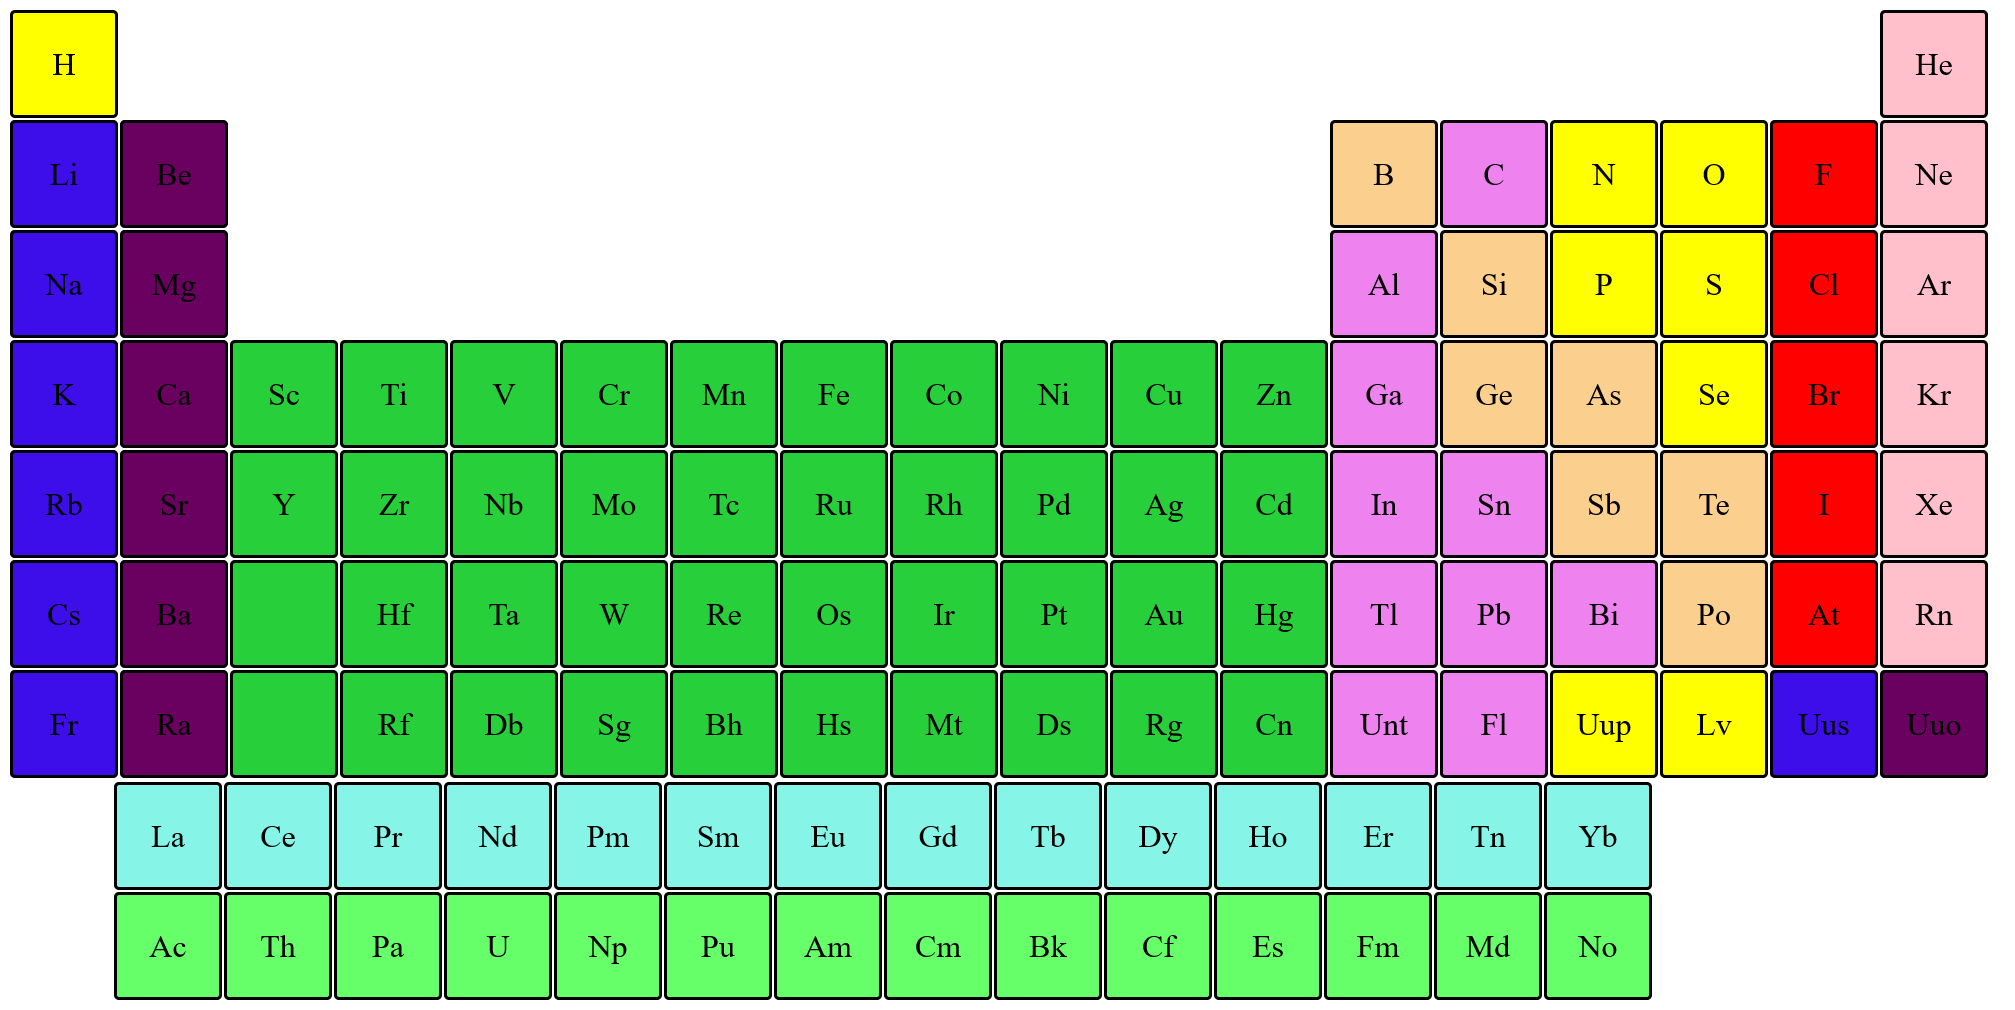 H He
Li Be B C N O F Ne
Na Mg Al Si P S Cl Ar
K Ca Sc Ti V Cr Mn Fe Co Ni Cu Zn Ga Ge As Se Br Kr
Rb Sr Y Zr Nb Mo Tc Ru Rh Pd Ag Cd In Sn Sb Te I Xe
Cs Ba Hf Ta W Re Os Ir Pt Au Hg Tl Pb Bi Po At Rn
Fr Ra Rf Db Sg Bh Hs Mt Ds Rg Cn Unt Fl Uup Lv Uus Uuo
La Ce Pr Nd Pm Sm Eu Gd Tb Dy Ho Er Tn Yb
Ac Th Pa U Np Pu Am Cm Bk Cf Es Fm Md No